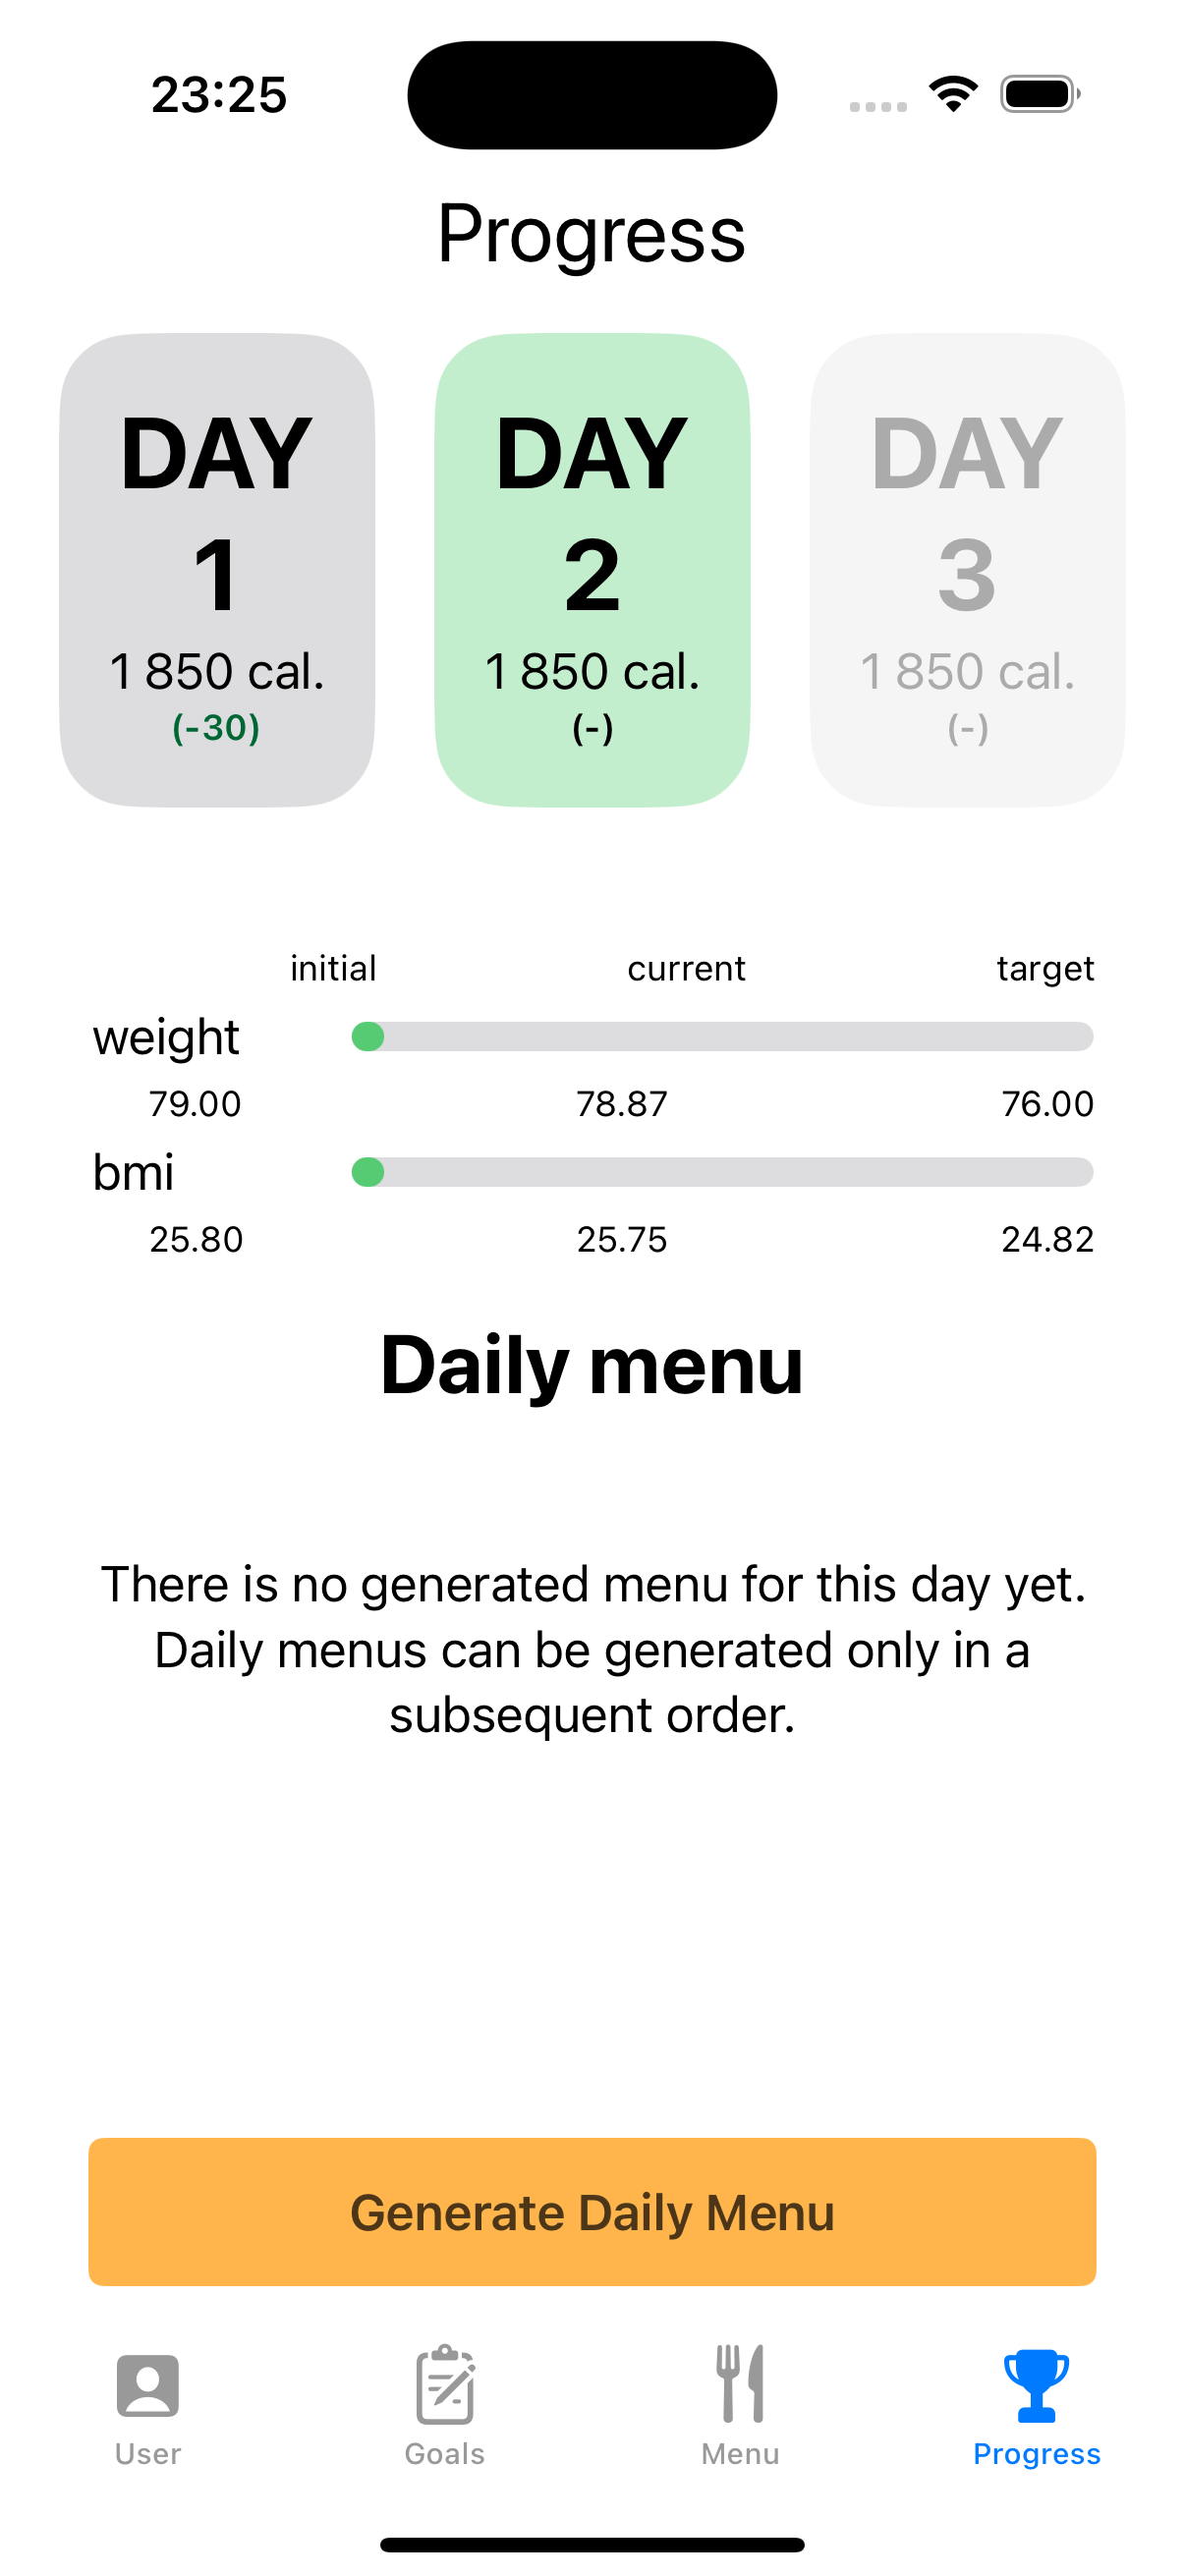 23:25
Progress
DAY
1
1 850 cal.
(-30)
DAY
2
1 850 cal.
(-)
DAY
3
1 850 cal.
(-)
initial current target
weight
79.00 78.87 76.00
bmi
25.80 25.75 24.82
Daily menu
There is no generated menu for this day yet.
Daily menus can be generated only in a
subsequent order.
Generate Daily Menu
User Goals Menu Progress